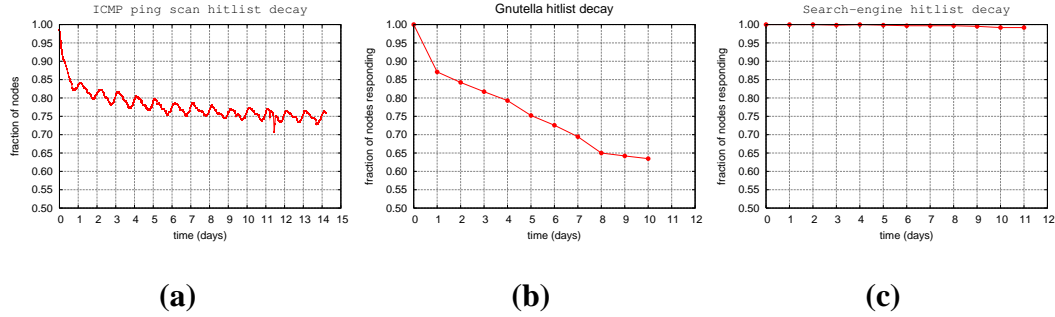 ICMP ping scan hitlist decay
fraction of nodes
1.00
0.95
0.90
0.85
0.80
0.75
0.70
0.65
0.60
0.55
0.50
0 1 2 3 4 5 6 7 8 9 10 11 12 13 14 15
time (days)
(a)
Gnutella hitlist decay
fraction of nodes responding
1.00
0.95
0.90
0.85
0.80
0.75
0.70
0.65
0.60
0.55
0.50
0 1 2 3 4 5 6 7 8 9 10 11 12
time (days)
(b)
Search-engine hitlist decay
fraction of nodes responding
1.00
0.95
0.90
0.85
0.80
0.75
0.70
0.65
0.60
0.55
0.50
0 1 2 3 4 5 6 7 8 9 10 11 12
time (days)
(c)